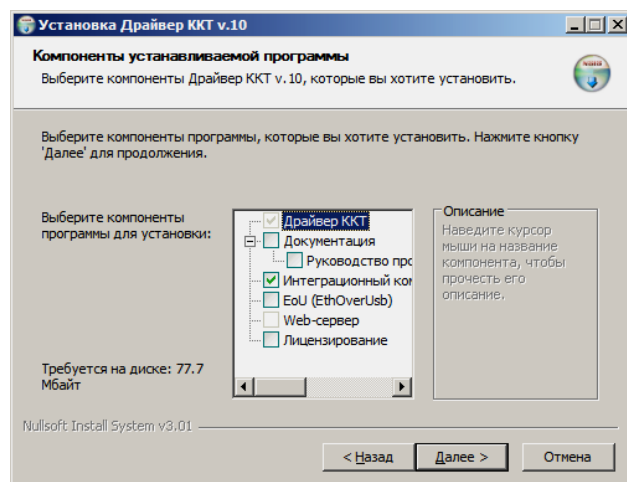 Установка Драйвер ККТ v.10
Компоненты устанавливаемой программы
Выберите компоненты Драйвер ККТ v.10, которые вы хотите установить.
Выберите компоненты программы, которые вы хотите установить. Нажмите кнопку
'Далее' для продолжения.
Выберите компоненты
программы для установки:
Драйвер ККТ
Документация
Руководство прс
Интеграционный кол
EoU (EthOverUsb)
Web-сервер
Лицензирование
Описание
Наведите курсор
мыши на название
компонента, чтобы
прочесть его
описание.
Требуется на диске: 77.7
Мбайт
Nullsoft Install System v3.01
< Назад
Далее >
Отмена